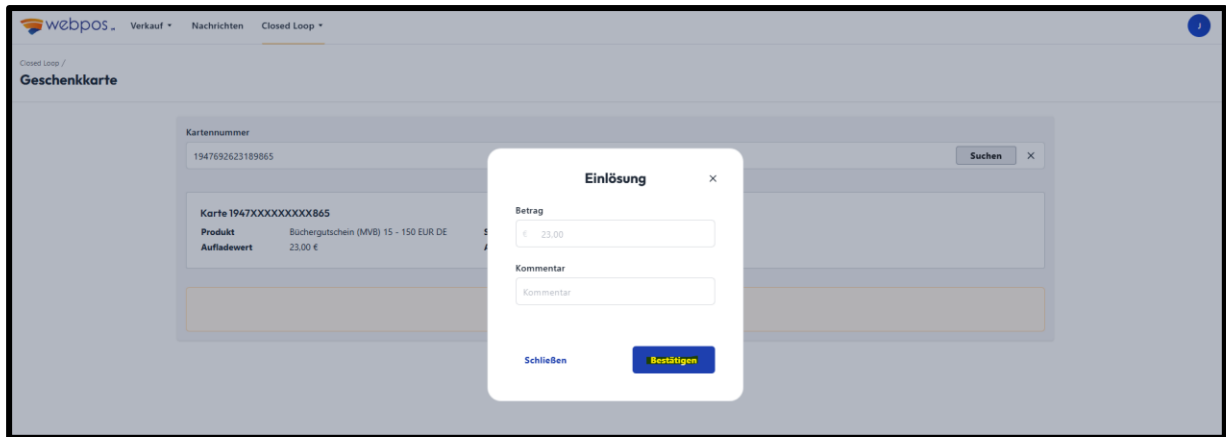 webpos
Verkauf Nachrichten Closed Loop
J
Closed Loop /
Geschenkkarte
Kartennummer
1947692623189865
Suchen ×
Karte 1947XXXXXXXXX865
Produkt Büchergutschein (MVB) 15 - 150 EUR DE
Aufladewert 23,00 €
Einlösung ×
Betrag
€ 23.00
Kommentar
Kommentar
Schließen Bestätigen